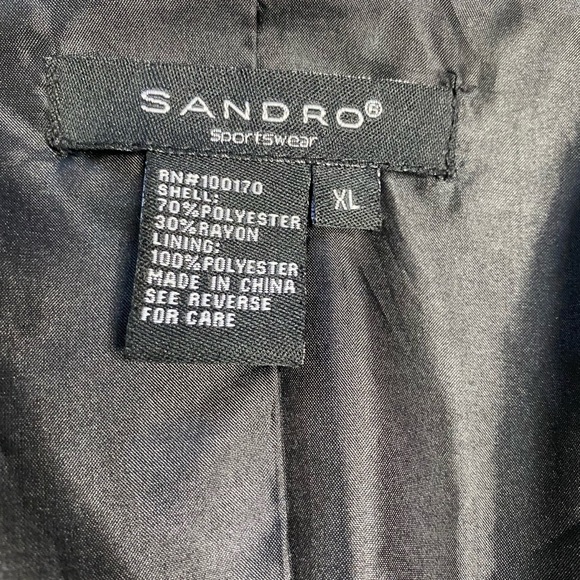 SANDRO®
Sportswear
RN#100170
SHELL:
70%POLYESTER
30%RAYON
LINING:
100%POLYESTER
MADE IN CHINA
SEE REVERSE
FOR CARE
XL